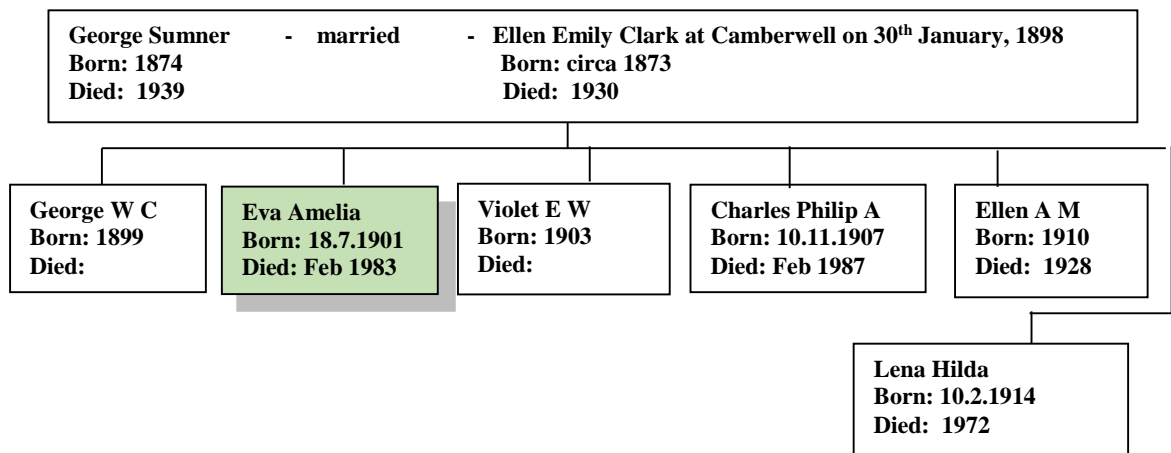 George Sumner - married - Ellen Emily Clark at Camberwell on 30th January, 1898
Born: 1874 Born: circa 1873
Died: 1939 Died: 1930
George W C
Born: 1899
Died:
Eva Amelia
Born: 18.7.1901
Died: Feb 1983
Violet E W
Born: 1903
Died:
Charles Philip A
Born: 10.11.1907
Died: Feb 1987
Ellen A M
Born: 1910
Died: 1928
Lena Hilda
Born: 10.2.1914
Died: 1972